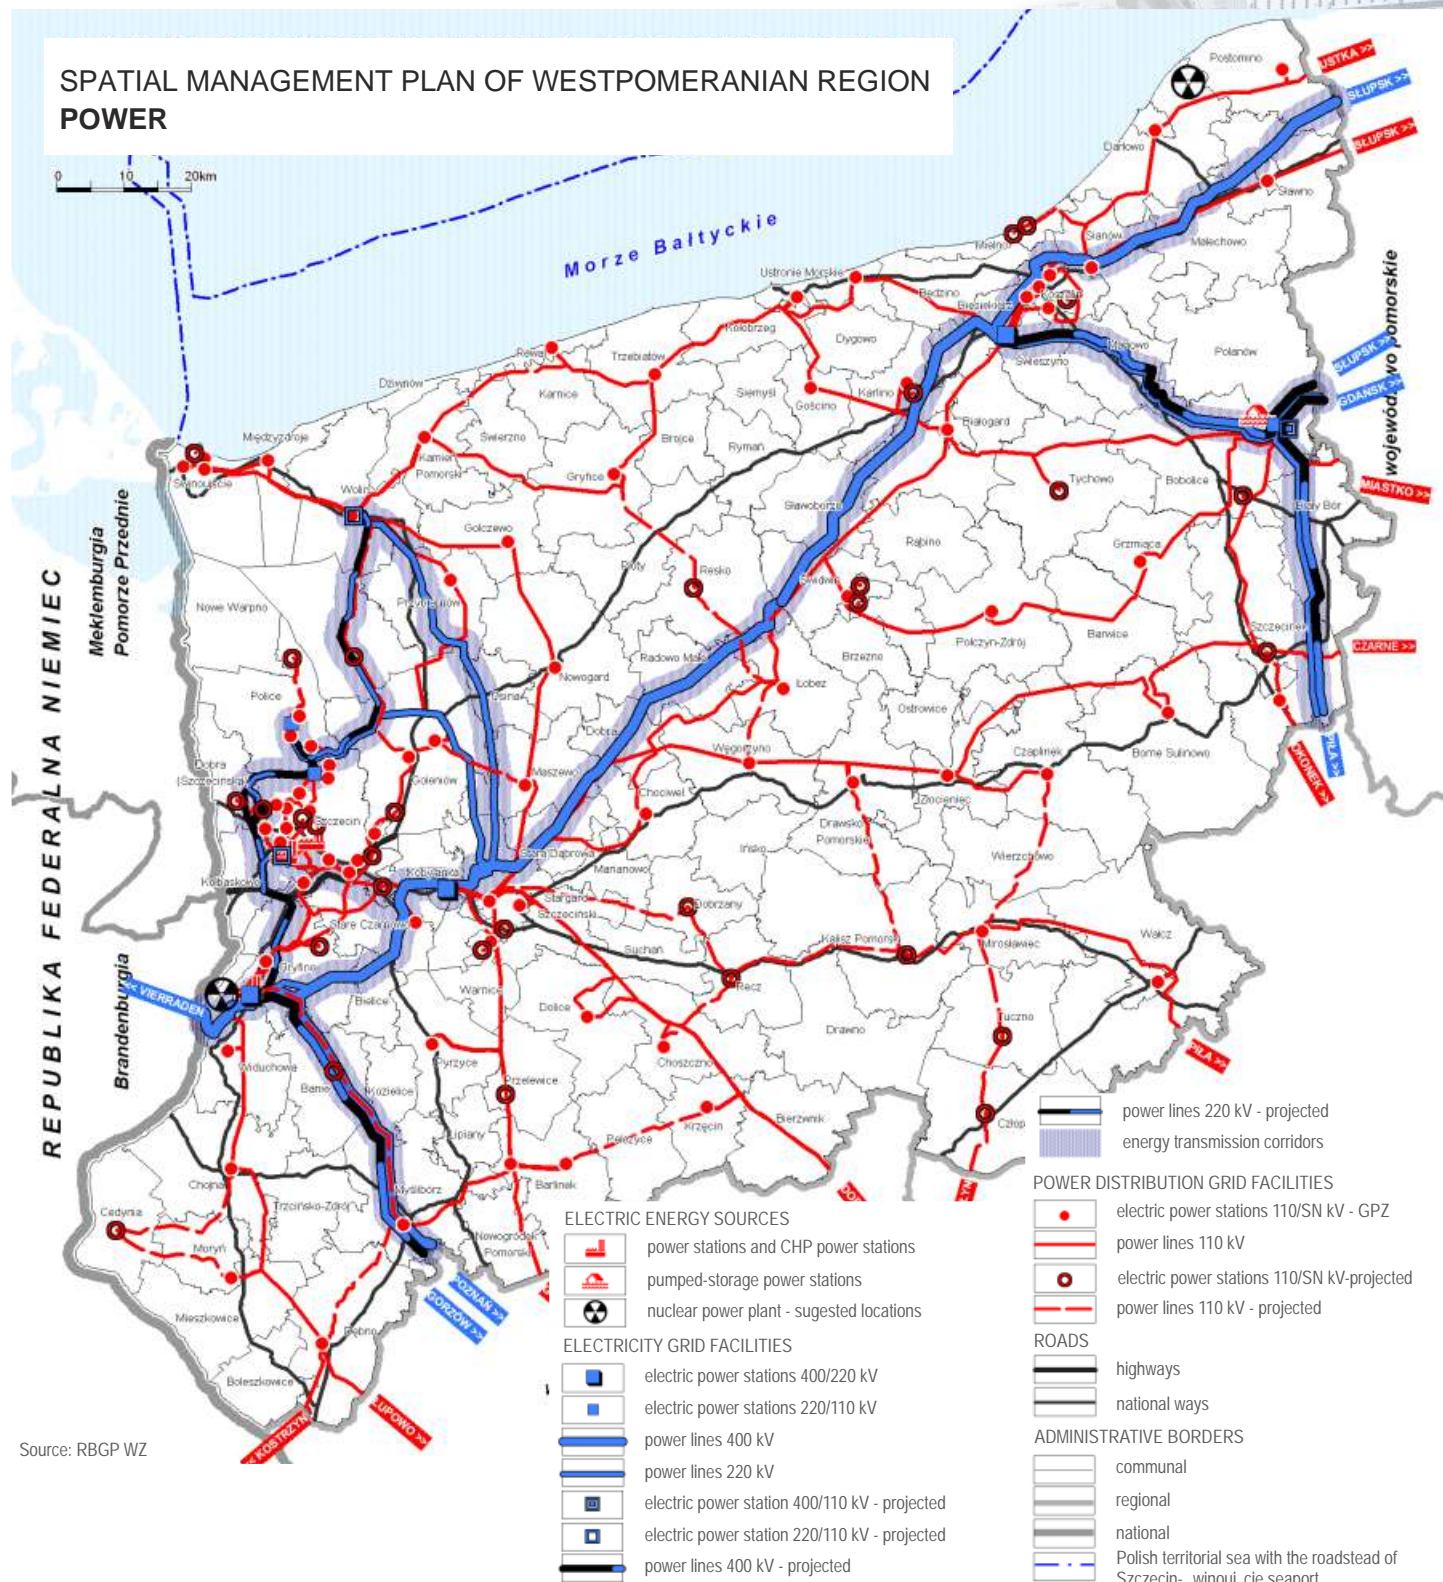 SPATIAL MANAGEMENT PLAN OF WESTPOMERANIAN REGION
POWER
0 10 20km
Morze Bałtyckie
REPUBLIKA FEDERALNA NIEMIEC
Meklemburgia
Pomorze Przednie
Brandenburgia
województwo pomorskie
USTKA >>
SŁUPSK >>
SŁUPSK >>
SŁUPSK >>
GDAŃSK >>
MIASTKO >>
CZARNE >>
PIŁA >>
OKONEK >>
PIŁA >>
<< VIERRADEN
POZNAŃ >>
GORZÓW >>
<< KOSTRZYN
Postomino
Darłowo
Sławno
Sianów
Malechowo
Mielno
Ustronie Morskie
Będzino
Biesiekierz
Koszalin
Kołobrzeg
Dygowo
Świeszyno
Manowo
Polanów
Rewal
Trzebiatów
Karnice
Siemyśl
Gościno
Karlino
Białogard
Dziwnów
Świerzno
Brojce
Rymań
Międzyzdroje
Kamień
Pomorski
Gryfice
Tychowo
Bobolice
Biały Bór
Świnoujście
Wolin
Golczewo
Sławoborze
Rąbino
Grzmiąca
Płoty
Resko
Świdwin
Nowe Warpno
Przybiernów
Połczyn-Zdrój
Barwice
Szczecinek
Radowo Małe
Brzeżno
Nowogard
Łobez
Police
Osina
Ostrowice
Dobra
Węgorzyno
Czaplinek
Borne Sulinowo
Dobra
(Szczecińska)
Goleniów
Maszewo
Chociwel
Złocieniec
Szczecin
Drawsko
Pomorskie
Ińsko
Wierzchowo
Stara Dąbrowa
Kobylanka
Marianowo
Kołbaskowo
Stargard
Szczeciński
Dobrzany
Stare Czarnowo
Suchań
Kalisz Pomorski
Mirosławiec
Wałcz
Gryfino
Recz
Bielice
Warnice
Dolice
Drawno
Tuczno
Widuchowa
Pyrzyce
Choszczno
Banie
Kozielice
Przelewice
Krzęcin
Bierzwnik
Człop
Lipiany
Pełczyce
Chojna
Myślibórz
Barlinek
Cedynia
Trzcińsko-Zdrój
Moryń
Nowogródek
Pomorski
Mieszkowice
Dębno
Boleszkowice
Source: RBGP WZ
ELECTRIC ENERGY SOURCES
power stations and CHP power stations
pumped-storage power stations
nuclear power plant - sugested locations
ELECTRICITY GRID FACILITIES
electric power stations 400/220 kV
electric power stations 220/110 kV
power lines 400 kV
power lines 220 kV
electric power station 400/110 kV - projected
electric power station 220/110 kV - projected
power lines 400 kV - projected
power lines 220 kV - projected
energy transmission corridors
POWER DISTRIBUTION GRID FACILITIES
electric power stations 110/SN kV - GPZ
power lines 110 kV
electric power stations 110/SN kV-projected
power lines 110 kV - projected
ROADS
highways
national ways
ADMINISTRATIVE BORDERS
communal
regional
national
Polish territorial sea with the roadstead of